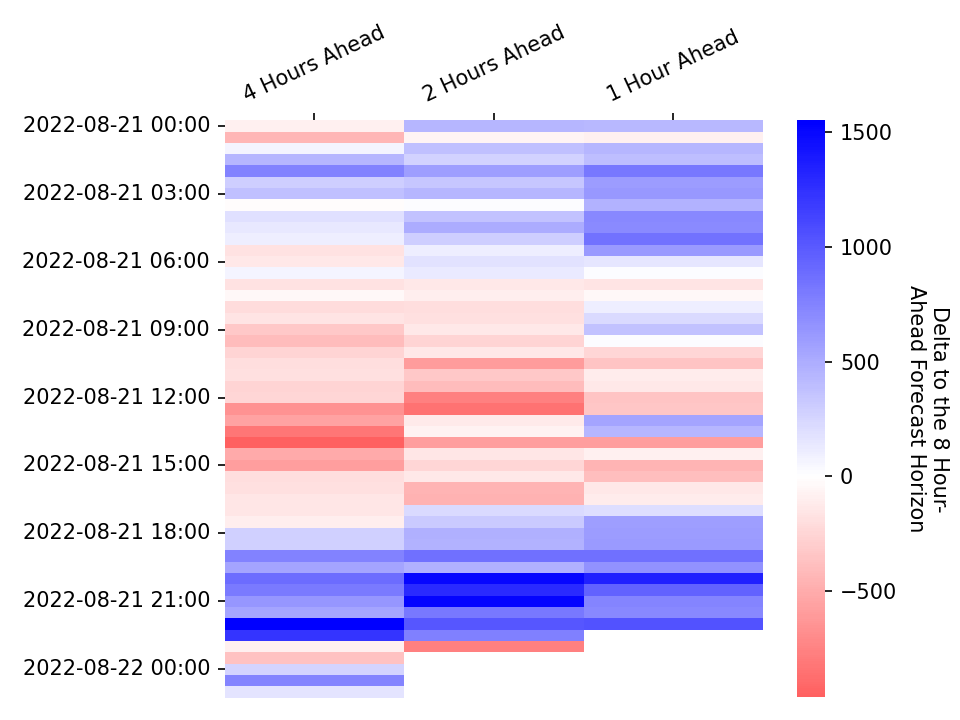 4 Hours Ahead
2 Hours Ahead
1 Hour Ahead
2022-08-21 00:00
2022-08-21 03:00
2022-08-21 06:00
2022-08-21 09:00
2022-08-21 12:00
2022-08-21 15:00
2022-08-21 18:00
2022-08-21 21:00
2022-08-22 00:00
1500
1000
500
0
−500
Delta to the 8 Hour-
Ahead Forecast Horizon